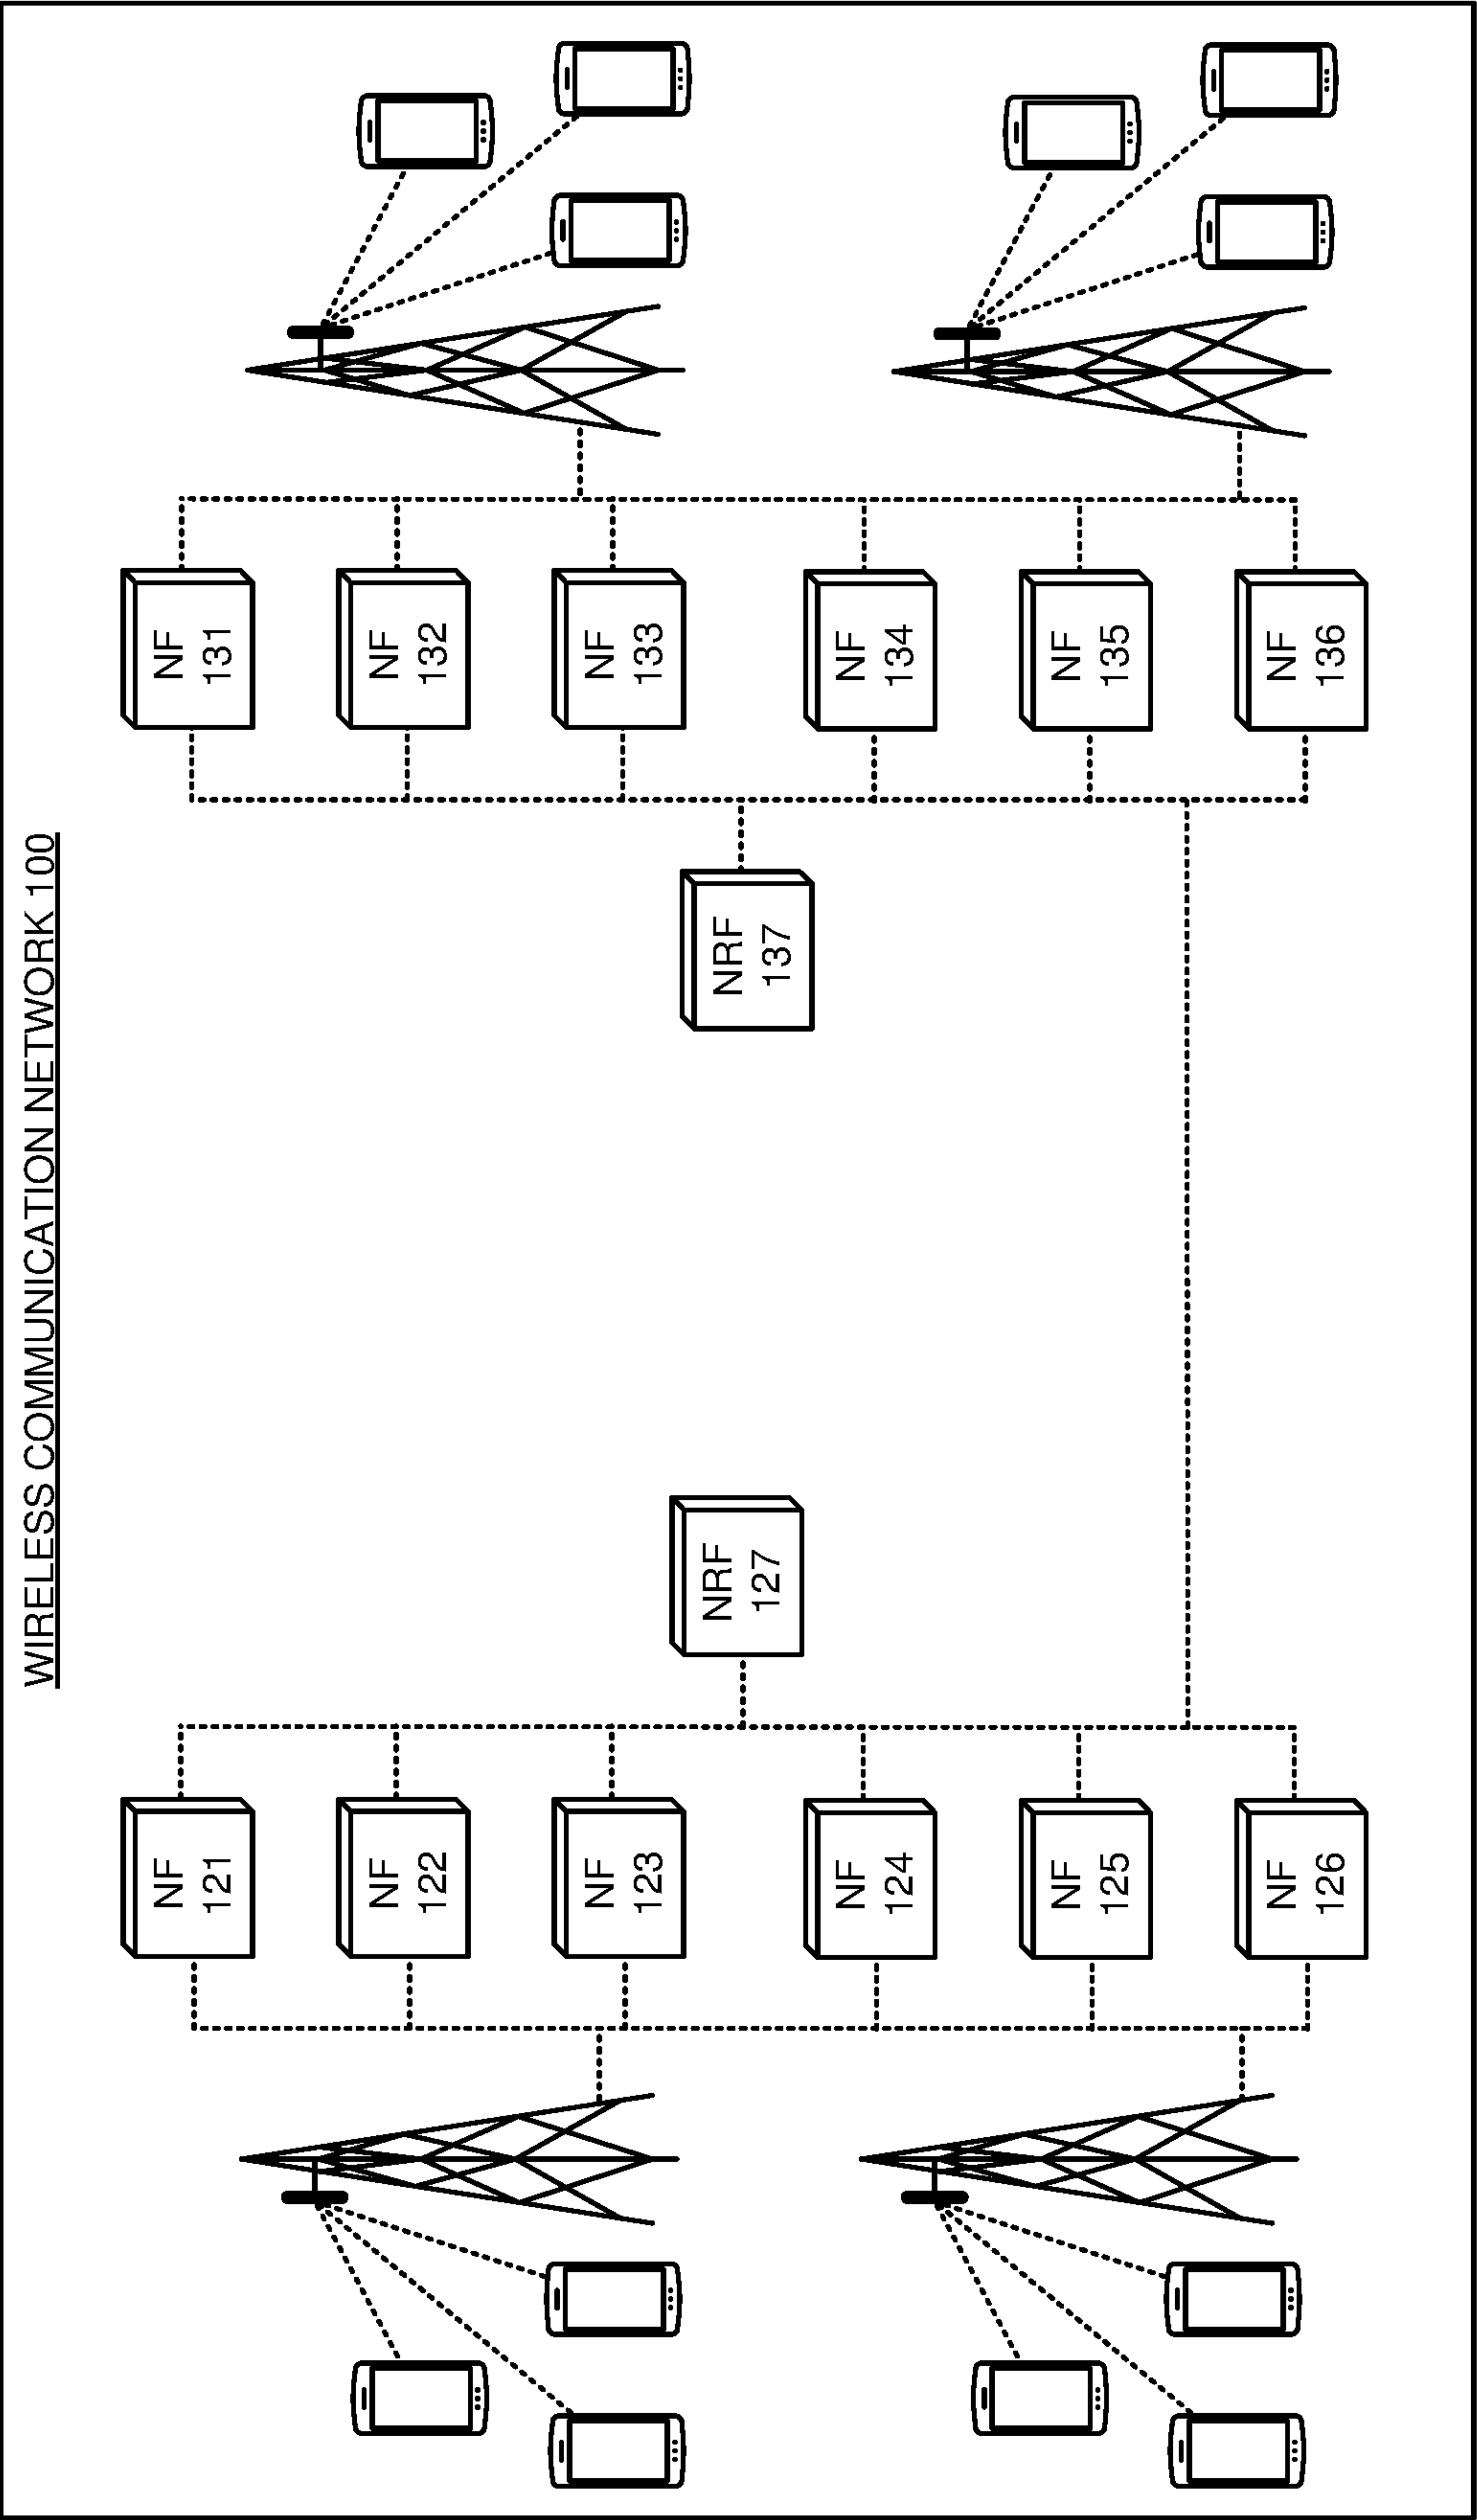 WIRELESS COMMUNICATION NETWORK 100
NF
121
NF
122
NF
123
NF
124
NF
125
NF
126
NRF
127
NRF
137
NF
131
NF
132
NF
133
NF
134
NF
135
NF
136